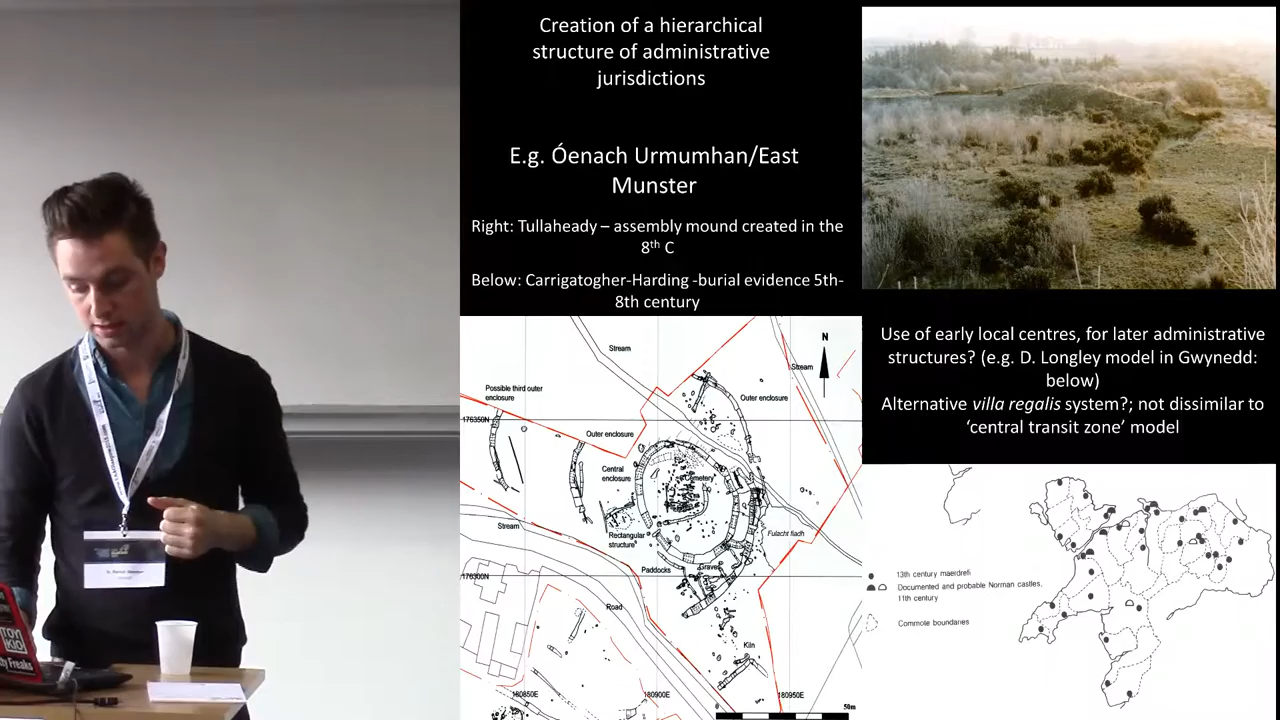 Creation of a hierarchical
structure of administrative
jurisdictions
E.g. Óenach Urmumhan/East
Munster
Right: Tullaheady – assembly mound created in the
8th C
Below: Carrigatogher-Harding -burial evidence 5th-
8th century
Use of early local centres, for later administrative
structures? (e.g. D. Longley model in Gwynedd:
below)
Alternative villa regalis system?; not dissimilar to
‘central transit zone’ model
N
Stream
Stream
Possible third outer
enclosure
Outer enclosure
176350N
Outer enclosure
Central
enclosure
Cemetery
Stream
Rectangular
structure
Fulacht fiadh
Paddocks
Graves
176300N
Road
Kiln
180850E
180900E
180950E
50m
13th century maerdrefi
Documented and probable Norman castles,
11th century
Commote boundaries
TOY
KIO
Freaks